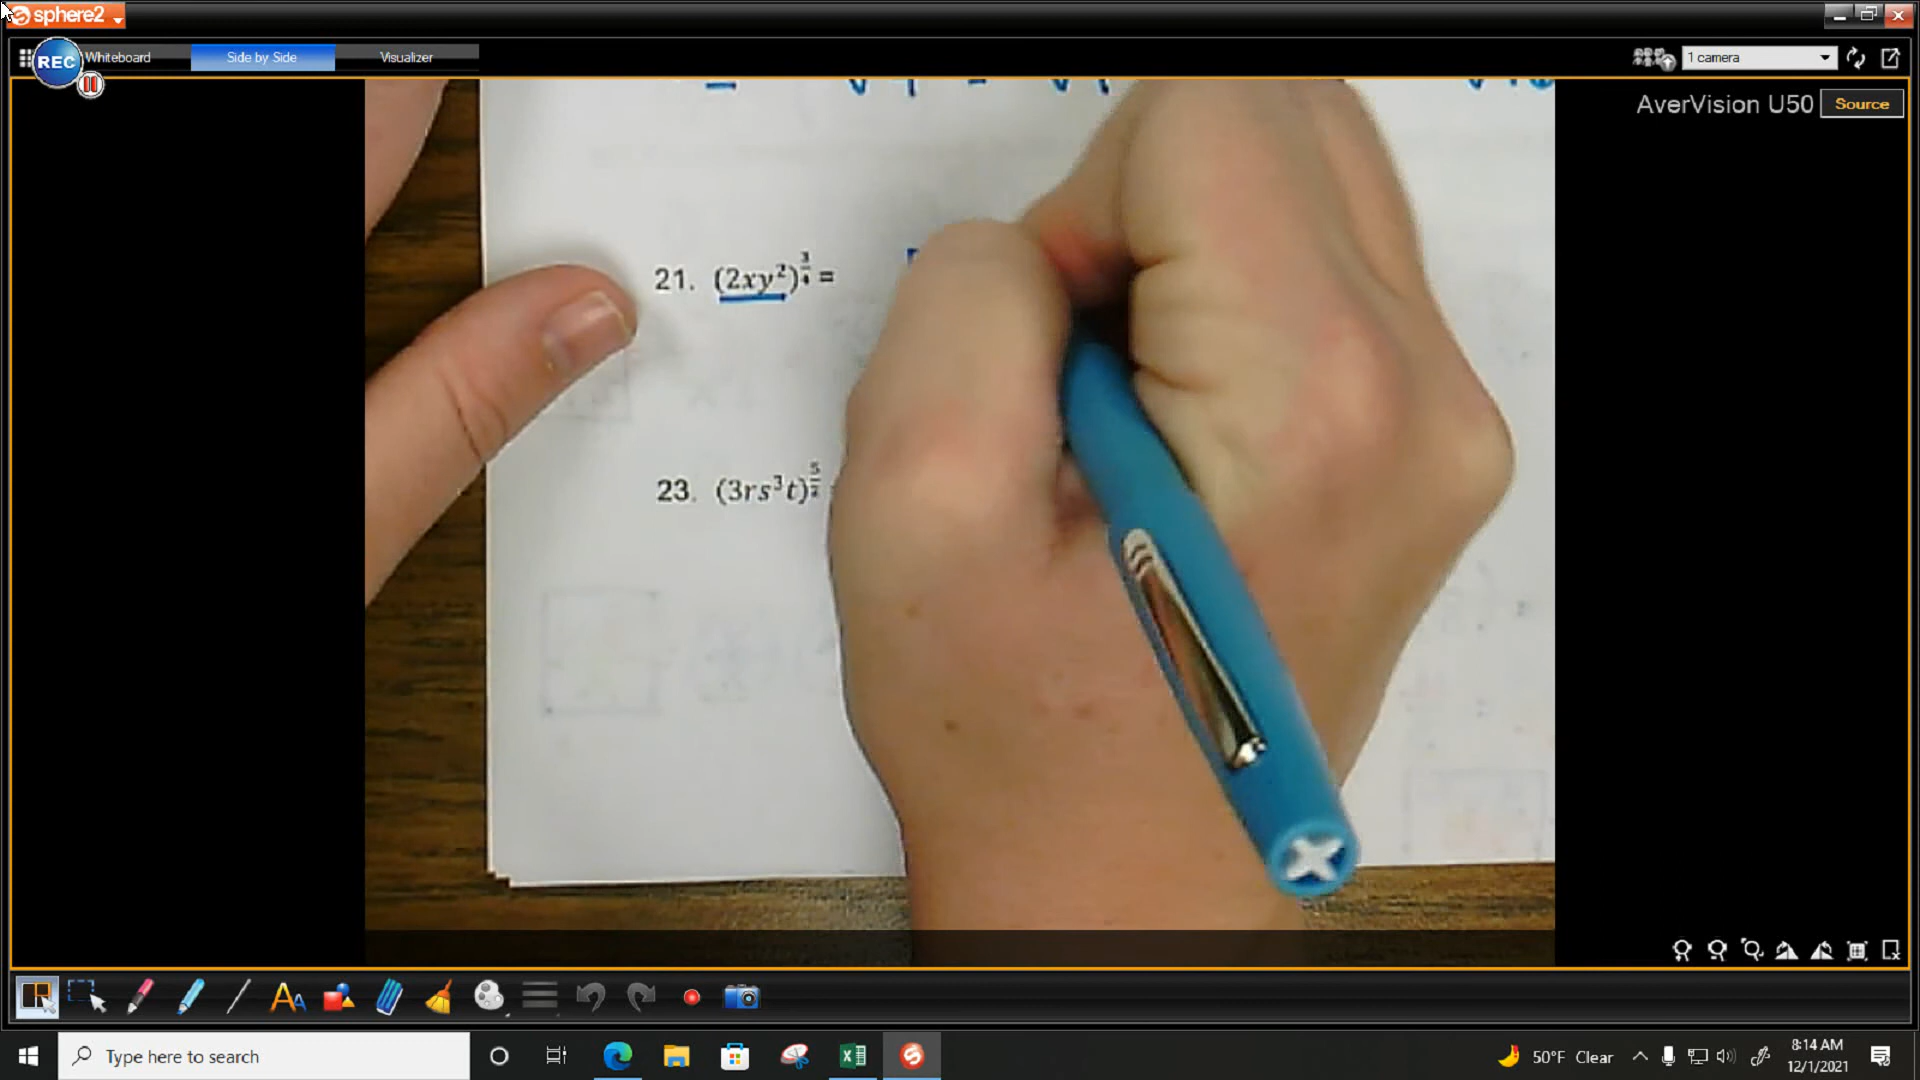 sphere2
REC
Whiteboard
Side by Side
Visualizer
1 camera
AverVision U50
Source
21. (2xy²)^{3/4} =
23. (3rs³t)^{5/2}
Type here to search
50°F Clear
8:14 AM
12/1/2021